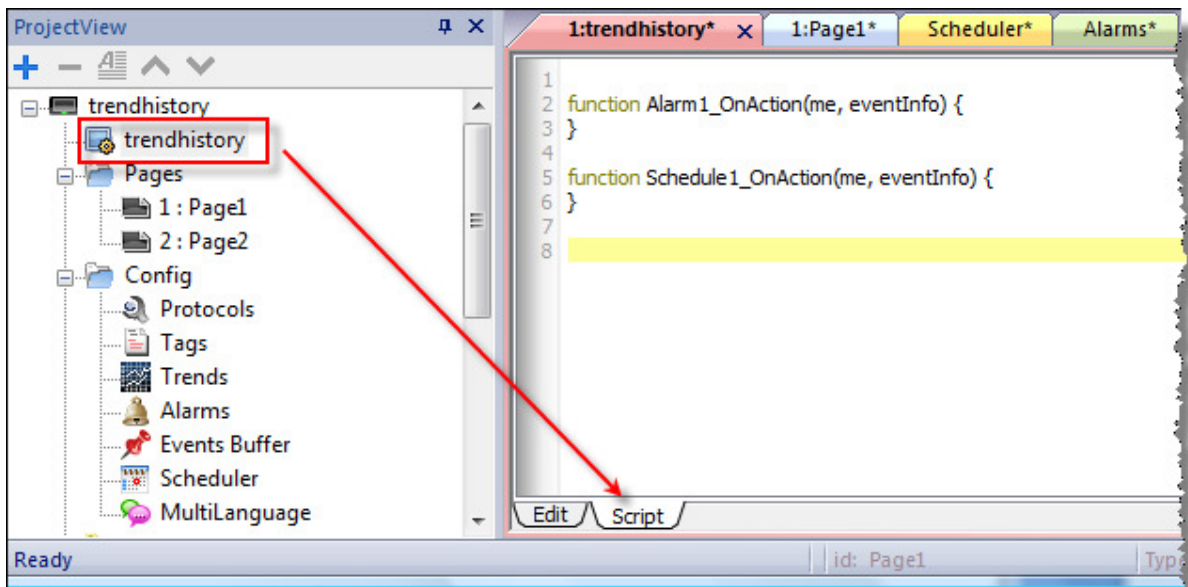 ProjectView
trendhistory
trendhistory
Pages
1 : Page1
2 : Page2
Config
Protocols
Tags
Trends
Alarms
Events Buffer
Scheduler
MultiLanguage
1:trendhistory* 1:Page1* Scheduler* Alarms*
1
2 function Alarm1_OnAction(me, eventInfo) {
3 }
4
5 function Schedule1_OnAction(me, eventInfo) {
6 }
7
8
Edit Script
Ready id: Page1